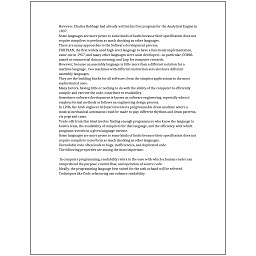 However, Charles Babbage had already written his first program for the Analytical Engine in
1837.
Some languages are more prone to some kinds of faults because their specification does not
require compilers to perform as much checking as other languages.
There are many approaches to the Software development process.
FORTRAN, the first widely used high-level language to have a functional implementation,
came out in 1957, and many other languages were soon developed—in particular, COBOL
aimed at commercial data processing, and Lisp for computer research.
However, because an assembly language is little more than a different notation for a
machine language, two machines with different instruction sets also have different
assembly languages.
They are the building blocks for all software, from the simplest applications to the most
sophisticated ones.
Many factors, having little or nothing to do with the ability of the computer to efficiently
compile and execute the code, contribute to readability.
Sometimes software development is known as software engineering, especially when it
employs formal methods or follows an engineering design process.
In 1206, the Arab engineer Al-Jazari invented a programmable drum machine where a
musical mechanical automaton could be made to play different rhythms and drum patterns,
via pegs and cams.
Trade-offs from this ideal involve finding enough programmers who know the language to
build a team, the availability of compilers for that language, and the efficiency with which
programs written in a given language execute.
Some languages are more prone to some kinds of faults because their specification does not
require compilers to perform as much checking as other languages.
Unreadable code often leads to bugs, inefficiencies, and duplicated code.
The following properties are among the most important:
In computer programming, readability refers to the ease with which a human reader can
comprehend the purpose, control flow, and operation of source code.
Ideally, the programming language best suited for the task at hand will be selected.
Techniques like Code refactoring can enhance readability.